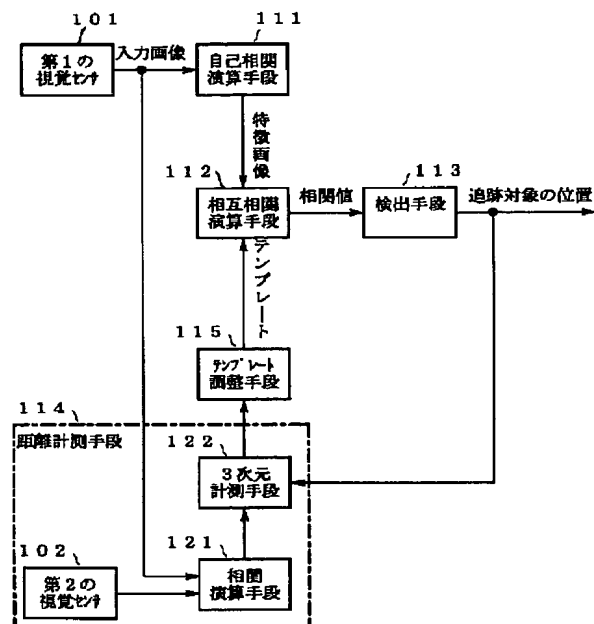 101
111
第1の
視覚センサ
入力画像
自己相関
演算手段
特徴画像
112
113
相互相関
演算手段
相関値
検出手段
追跡対象の位置
テンプレート
115
テンプレート
調整手段
114
距離計測手段
122
3次元
計測手段
102
121
第2の
視覚センサ
相関
演算手段